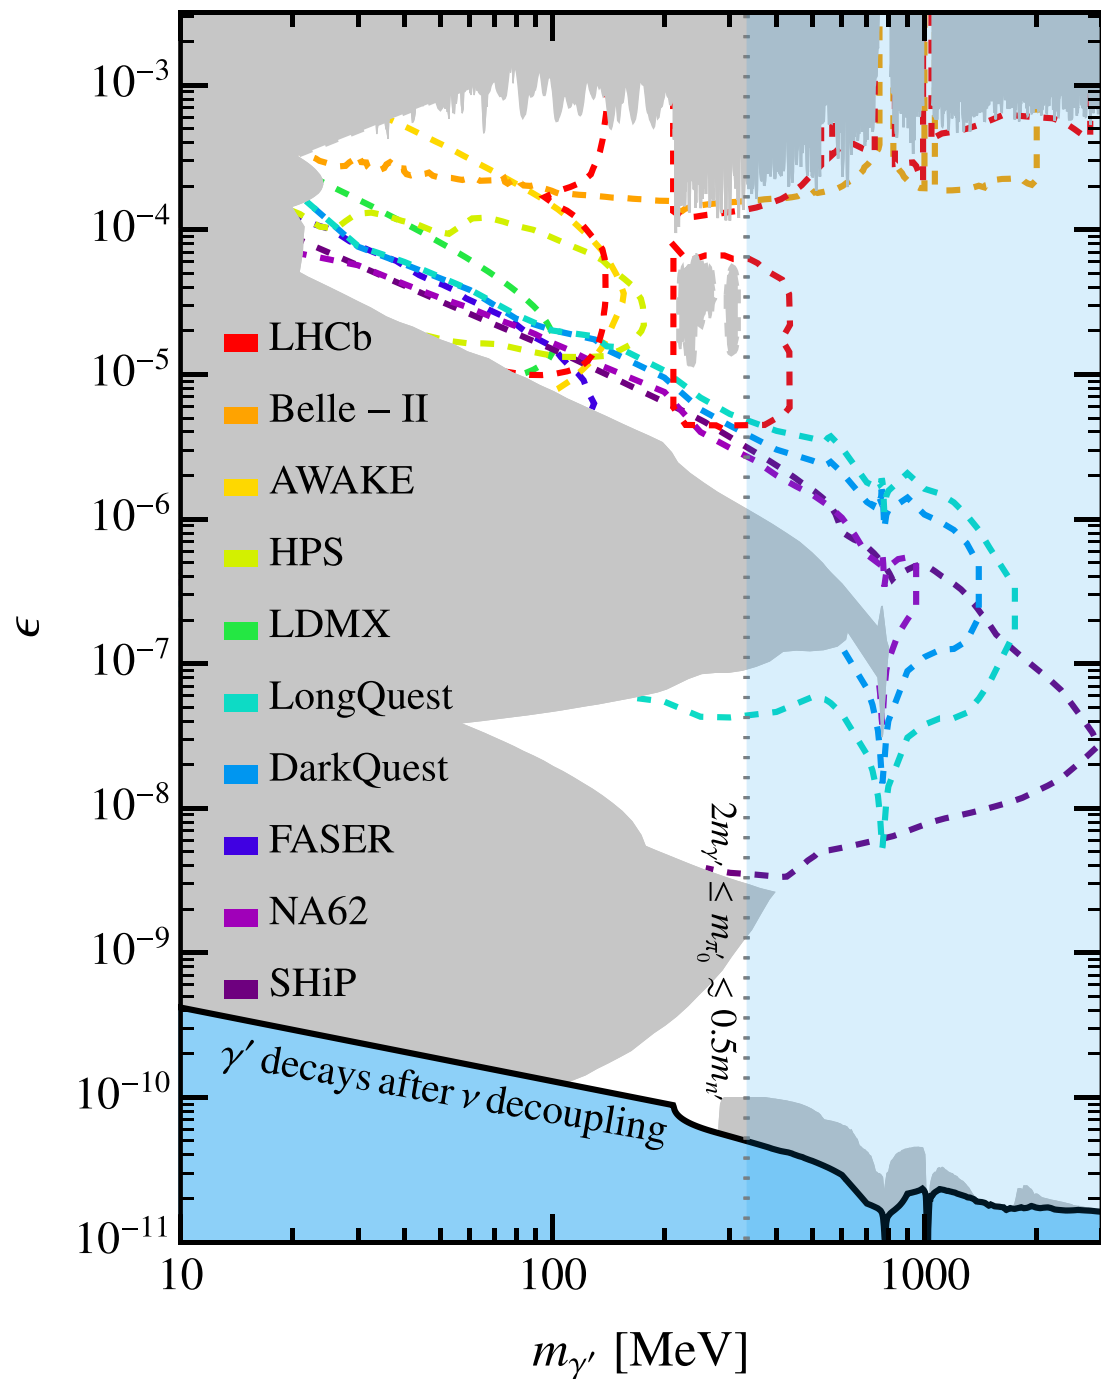 10⁻³
10⁻⁴
10⁻⁵
10⁻⁶
10⁻⁷
10⁻⁸
10⁻⁹
10⁻¹⁰
10⁻¹¹
ϵ
LHCb
Belle – II
AWAKE
HPS
LDMX
LongQuest
DarkQuest
FASER
NA62
SHiP
2m_γ′ ≤ m_π′₀ ≲ 0.5m_n′
γ′ decays after ν decoupling
10 100 1000
m_γ′ [MeV]